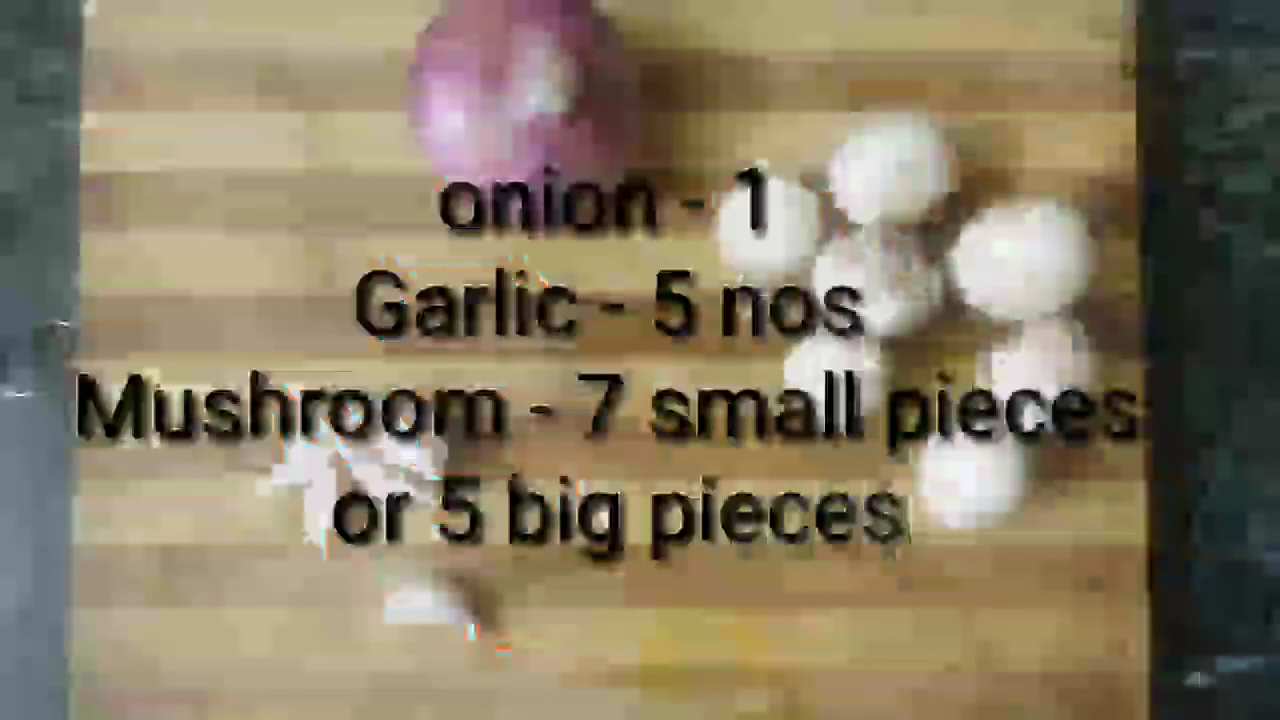 onion - 1
Garlic - 5 nos
Mushroom - 7 small pieces
or 5 big pieces